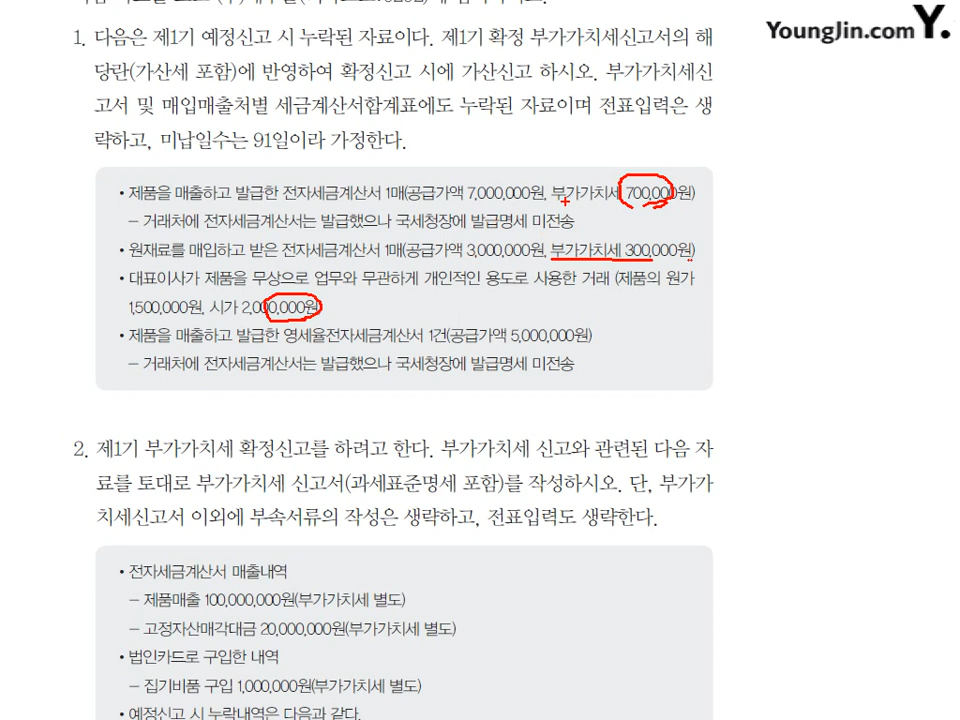 YoungJin.com Y.
1. 다음은 제1기 예정신고 시 누락된 자료이다. 제1기 확정 부가가치세신고서의 해
당란(가산세 포함)에 반영하여 확정신고 시에 가산신고 하시오. 부가가치세신
고서 및 매입매출처별 세금계산서합계표에도 누락된 자료이며 전표입력은 생
략하고, 미납일수는 91일이라 가정한다.
• 제품을 매출하고 발급한 전자세금계산서 1매(공급가액 7,000,000원, 부가가치세 700,000원)
– 거래처에 전자세금계산서는 발급했으나 국세청장에 발급명세 미전송
• 원재료를 매입하고 받은 전자세금계산서 1매(공급가액 3,000,000원, 부가가치세 300,000원)
• 대표이사가 제품을 무상으로 업무와 무관하게 개인적인 용도로 사용한 거래 (제품의 원가
1,500,000원, 시가 2,000,000원)
• 제품을 매출하고 발급한 영세율전자세금계산서 1건(공급가액 5,000,000원)
– 거래처에 전자세금계산서는 발급했으나 국세청장에 발급명세 미전송
2. 제1기 부가가치세 확정신고를 하려고 한다. 부가가치세 신고와 관련된 다음 자
료를 토대로 부가가치세 신고서(과세표준명세 포함)를 작성하시오. 단, 부가가
치세신고서 이외에 부속서류의 작성은 생략하고, 전표입력도 생략한다.
• 전자세금계산서 매출내역
– 제품매출 100,000,000원(부가가치세 별도)
– 고정자산매각대금 20,000,000원(부가가치세 별도)
• 법인카드로 구입한 내역
– 집기비품 구입 1,000,000원(부가가치세 별도)
• 예정신고 시 누락내역은 다음과 같다.